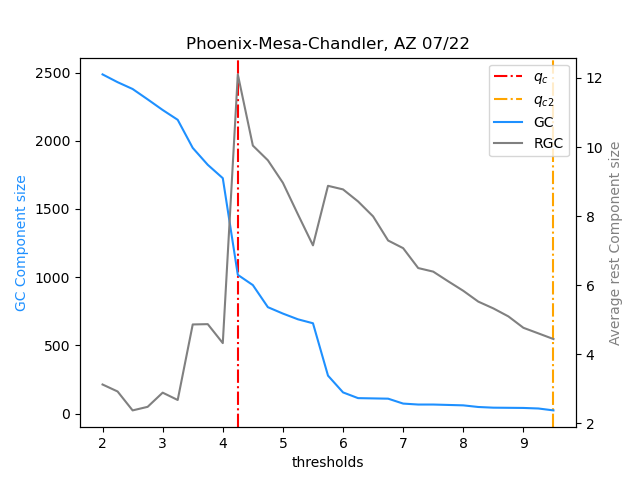 Phoenix-Mesa-Chandler, AZ 07/22
GC Component size
2500
2000
1500
1000
500
0
2 3 4 5 6 7 8 9
thresholds
12
10
8
6
4
2
Average rest Component size
q_c
q_c2
GC
RGC